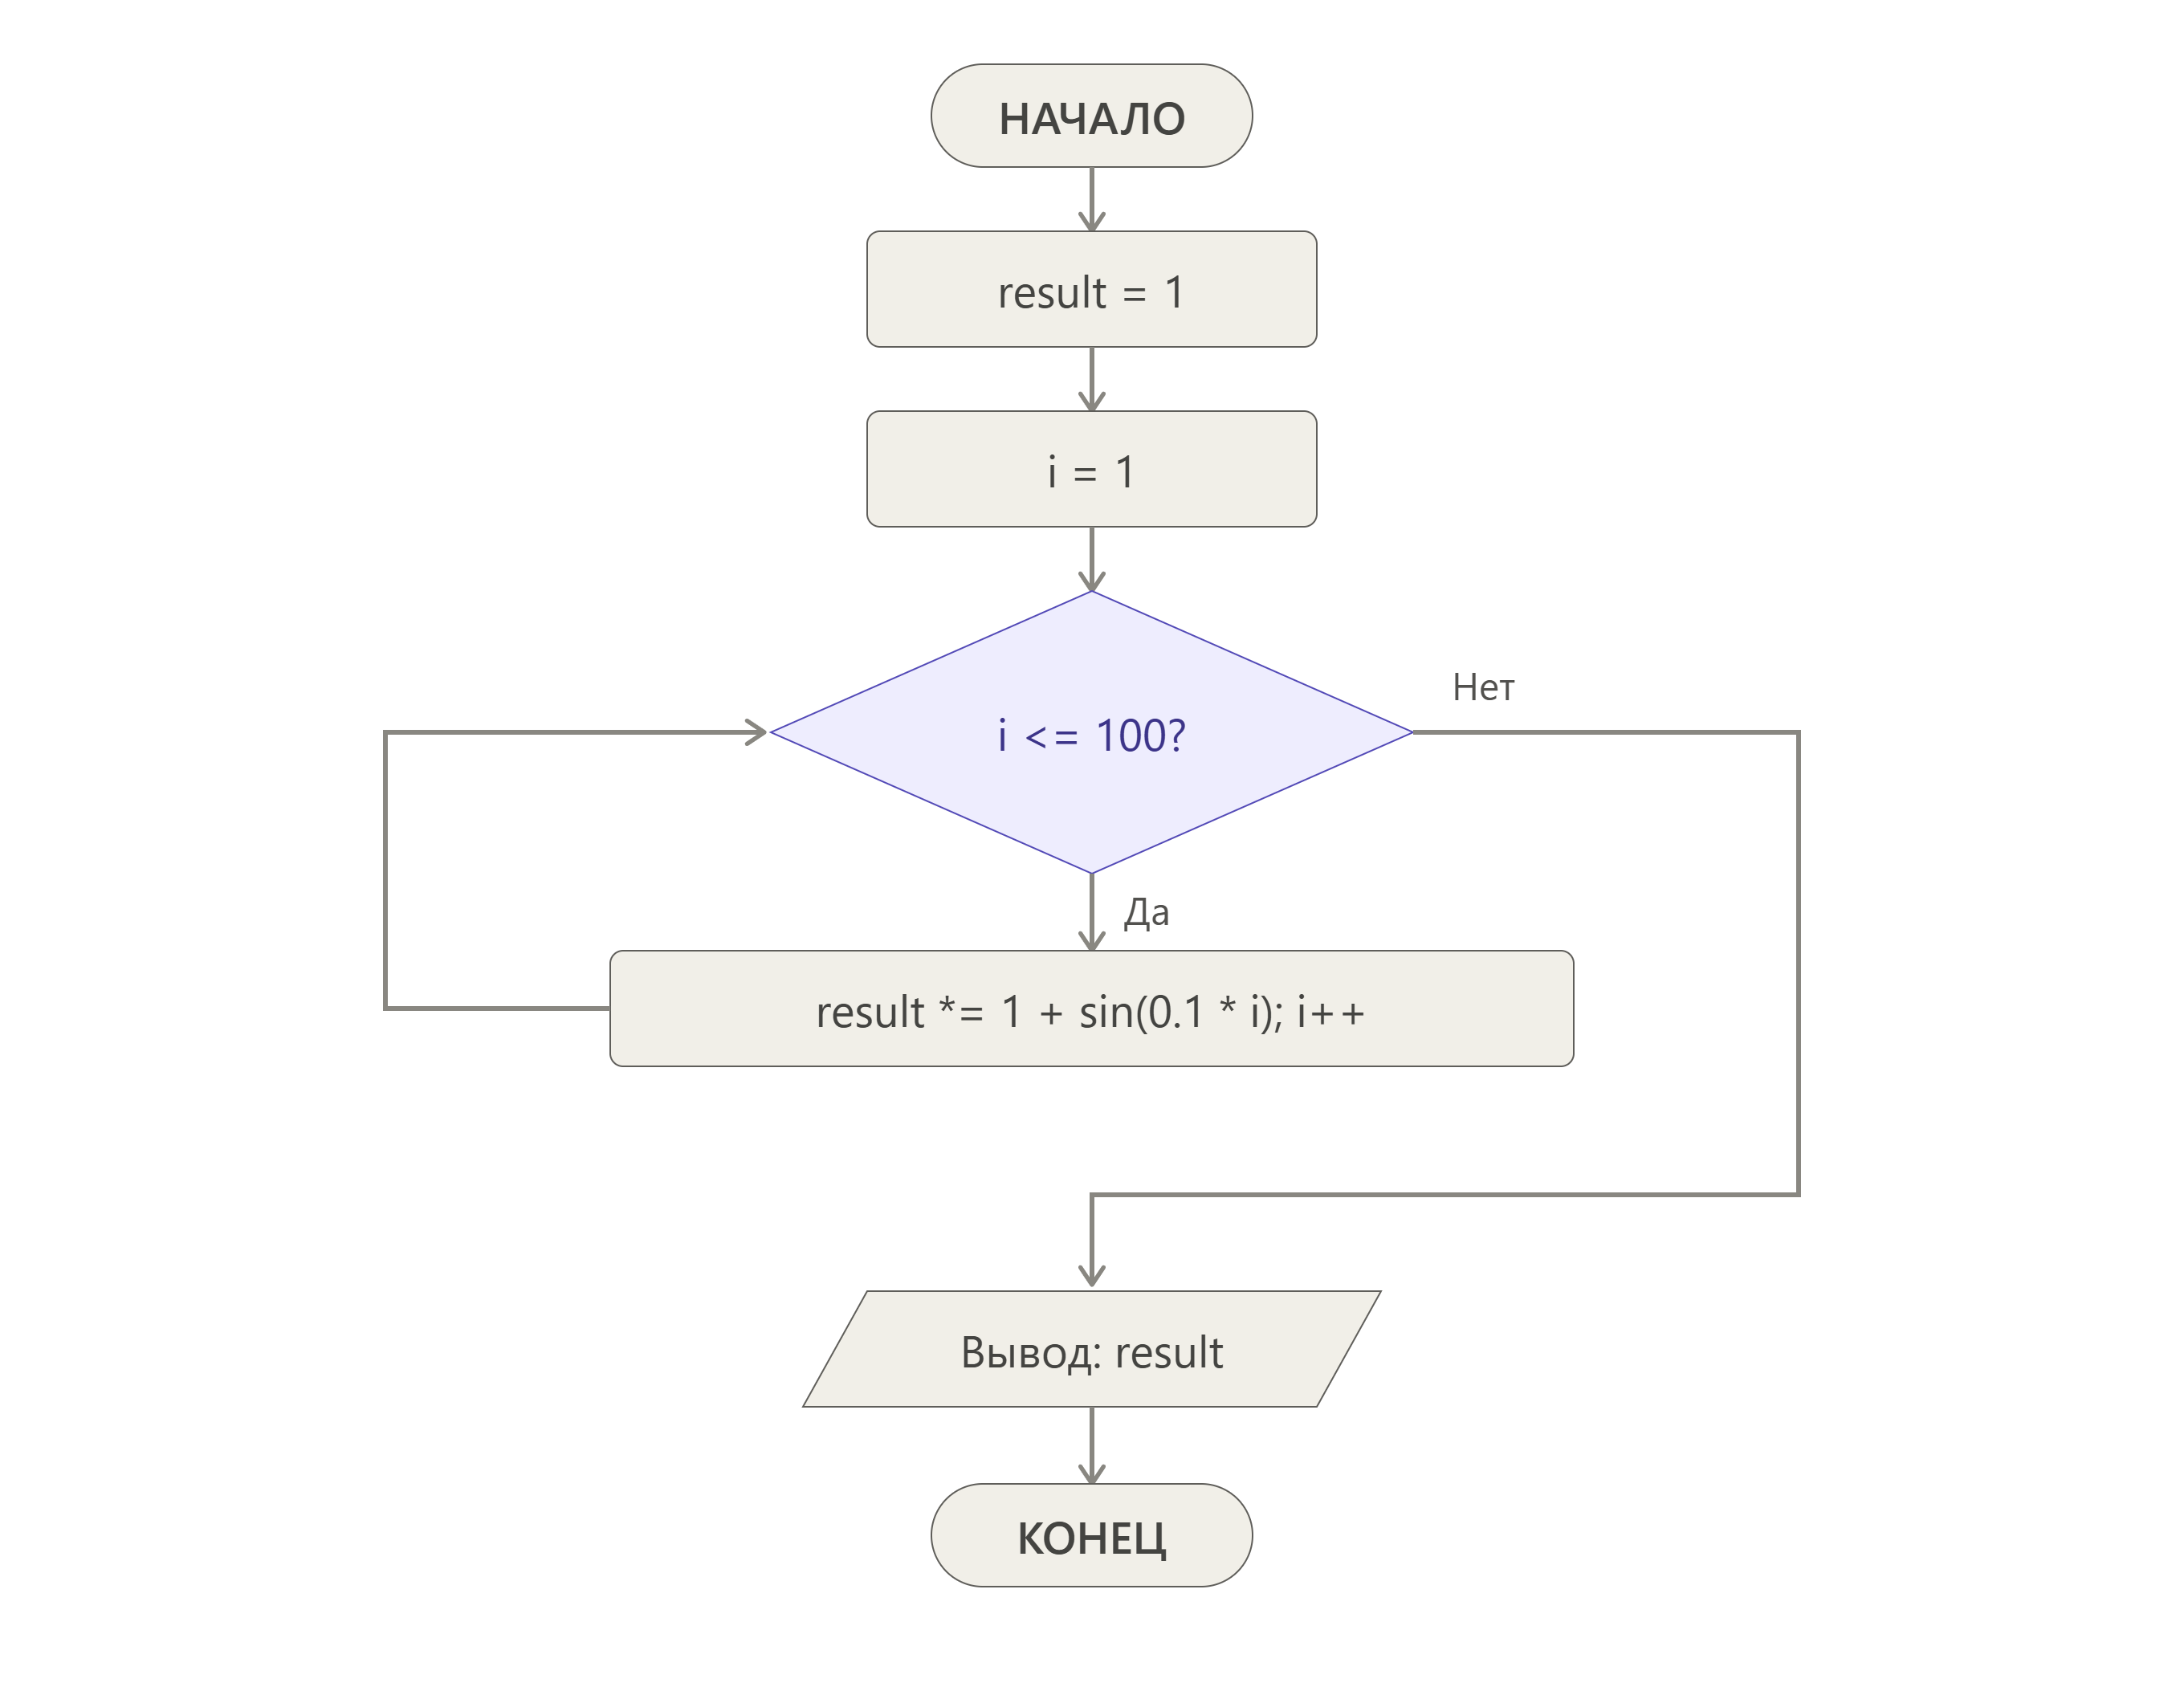 НАЧАЛО
result = 1
i = 1
i <= 100?
Нет
Да
result *= 1 + sin(0.1 * i); i++
Вывод: result
КОНЕЦ